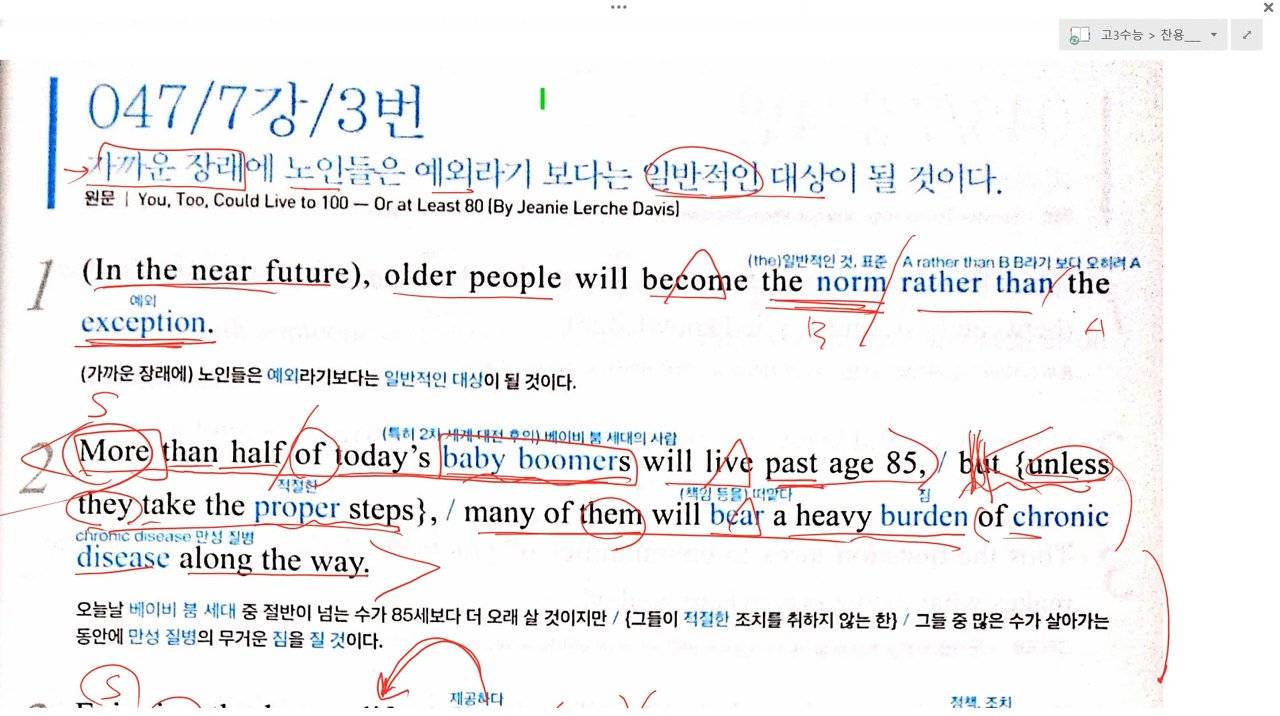 고3수능 > 찬용__
047/7강/3번
가까운 장래에 노인들은 예외라기 보다는 일반적인 대상이 될 것이다.
원문 | You, Too, Could Live to 100 — Or at Least 80 (By Jeanie Lerche Davis)
(the)일반적인 것, 표준 A rather than B B라기 보다 오히려 A
1 (In the near future), older people will become the norm rather than the
예외 B A
exception.
(가까운 장래에) 노인들은 예외라기보다는 일반적인 대상이 될 것이다.
S
(특히 2차 세계 대전 후의) 베이비 붐 세대의 사람
2 More than half of today's baby boomers will live past age 85, / but {unless
적절한 (책임 등을) 떠맡다 짐
they take the proper steps}, / many of them will bear a heavy burden of chronic
chronic disease 만성 질병
disease along the way.
오늘날 베이비 붐 세대 중 절반이 넘는 수가 85세보다 더 오래 살 것이지만 / {그들이 적절한 조치를 취하지 않는 한} / 그들 중 많은 수가 살아가는
동안에 만성 질병의 무거운 짐을 질 것이다.
S
제공하다 정책, 조치